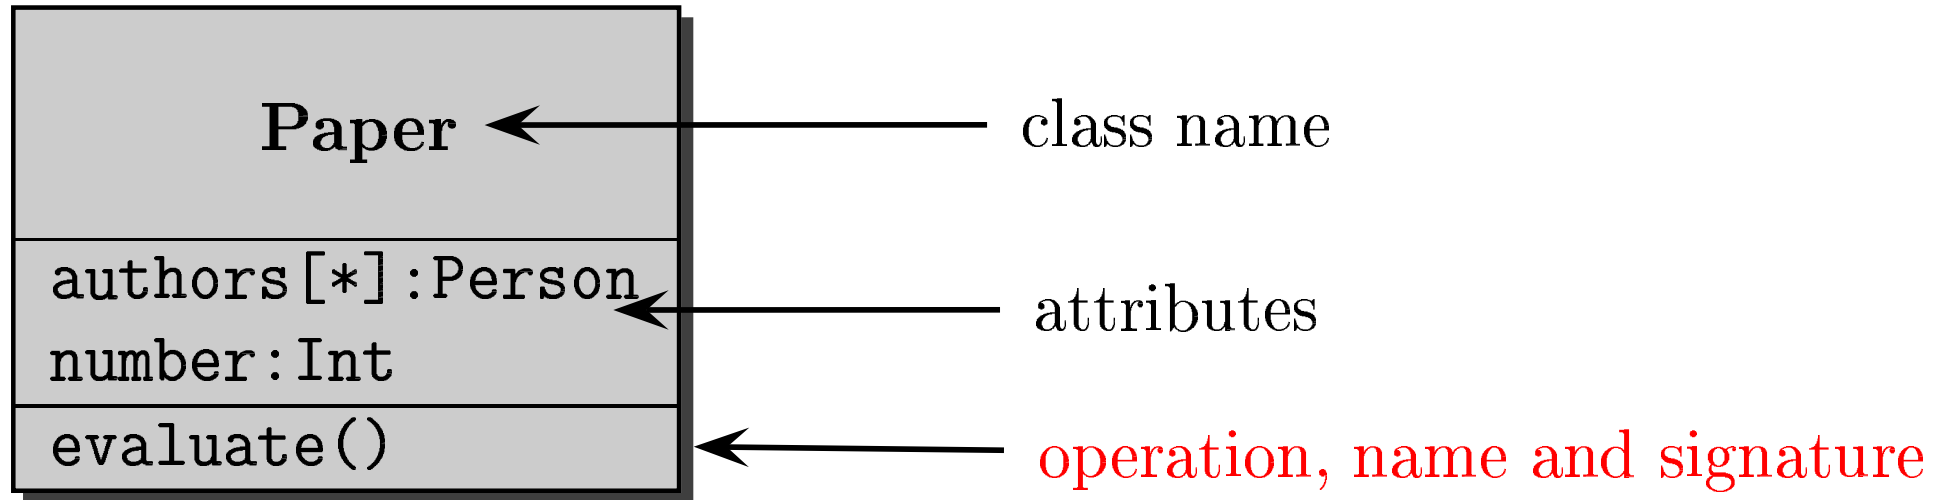 Paper
class name
authors[*]:Person
attributes
number:Int
evaluate()
operation, name and signature